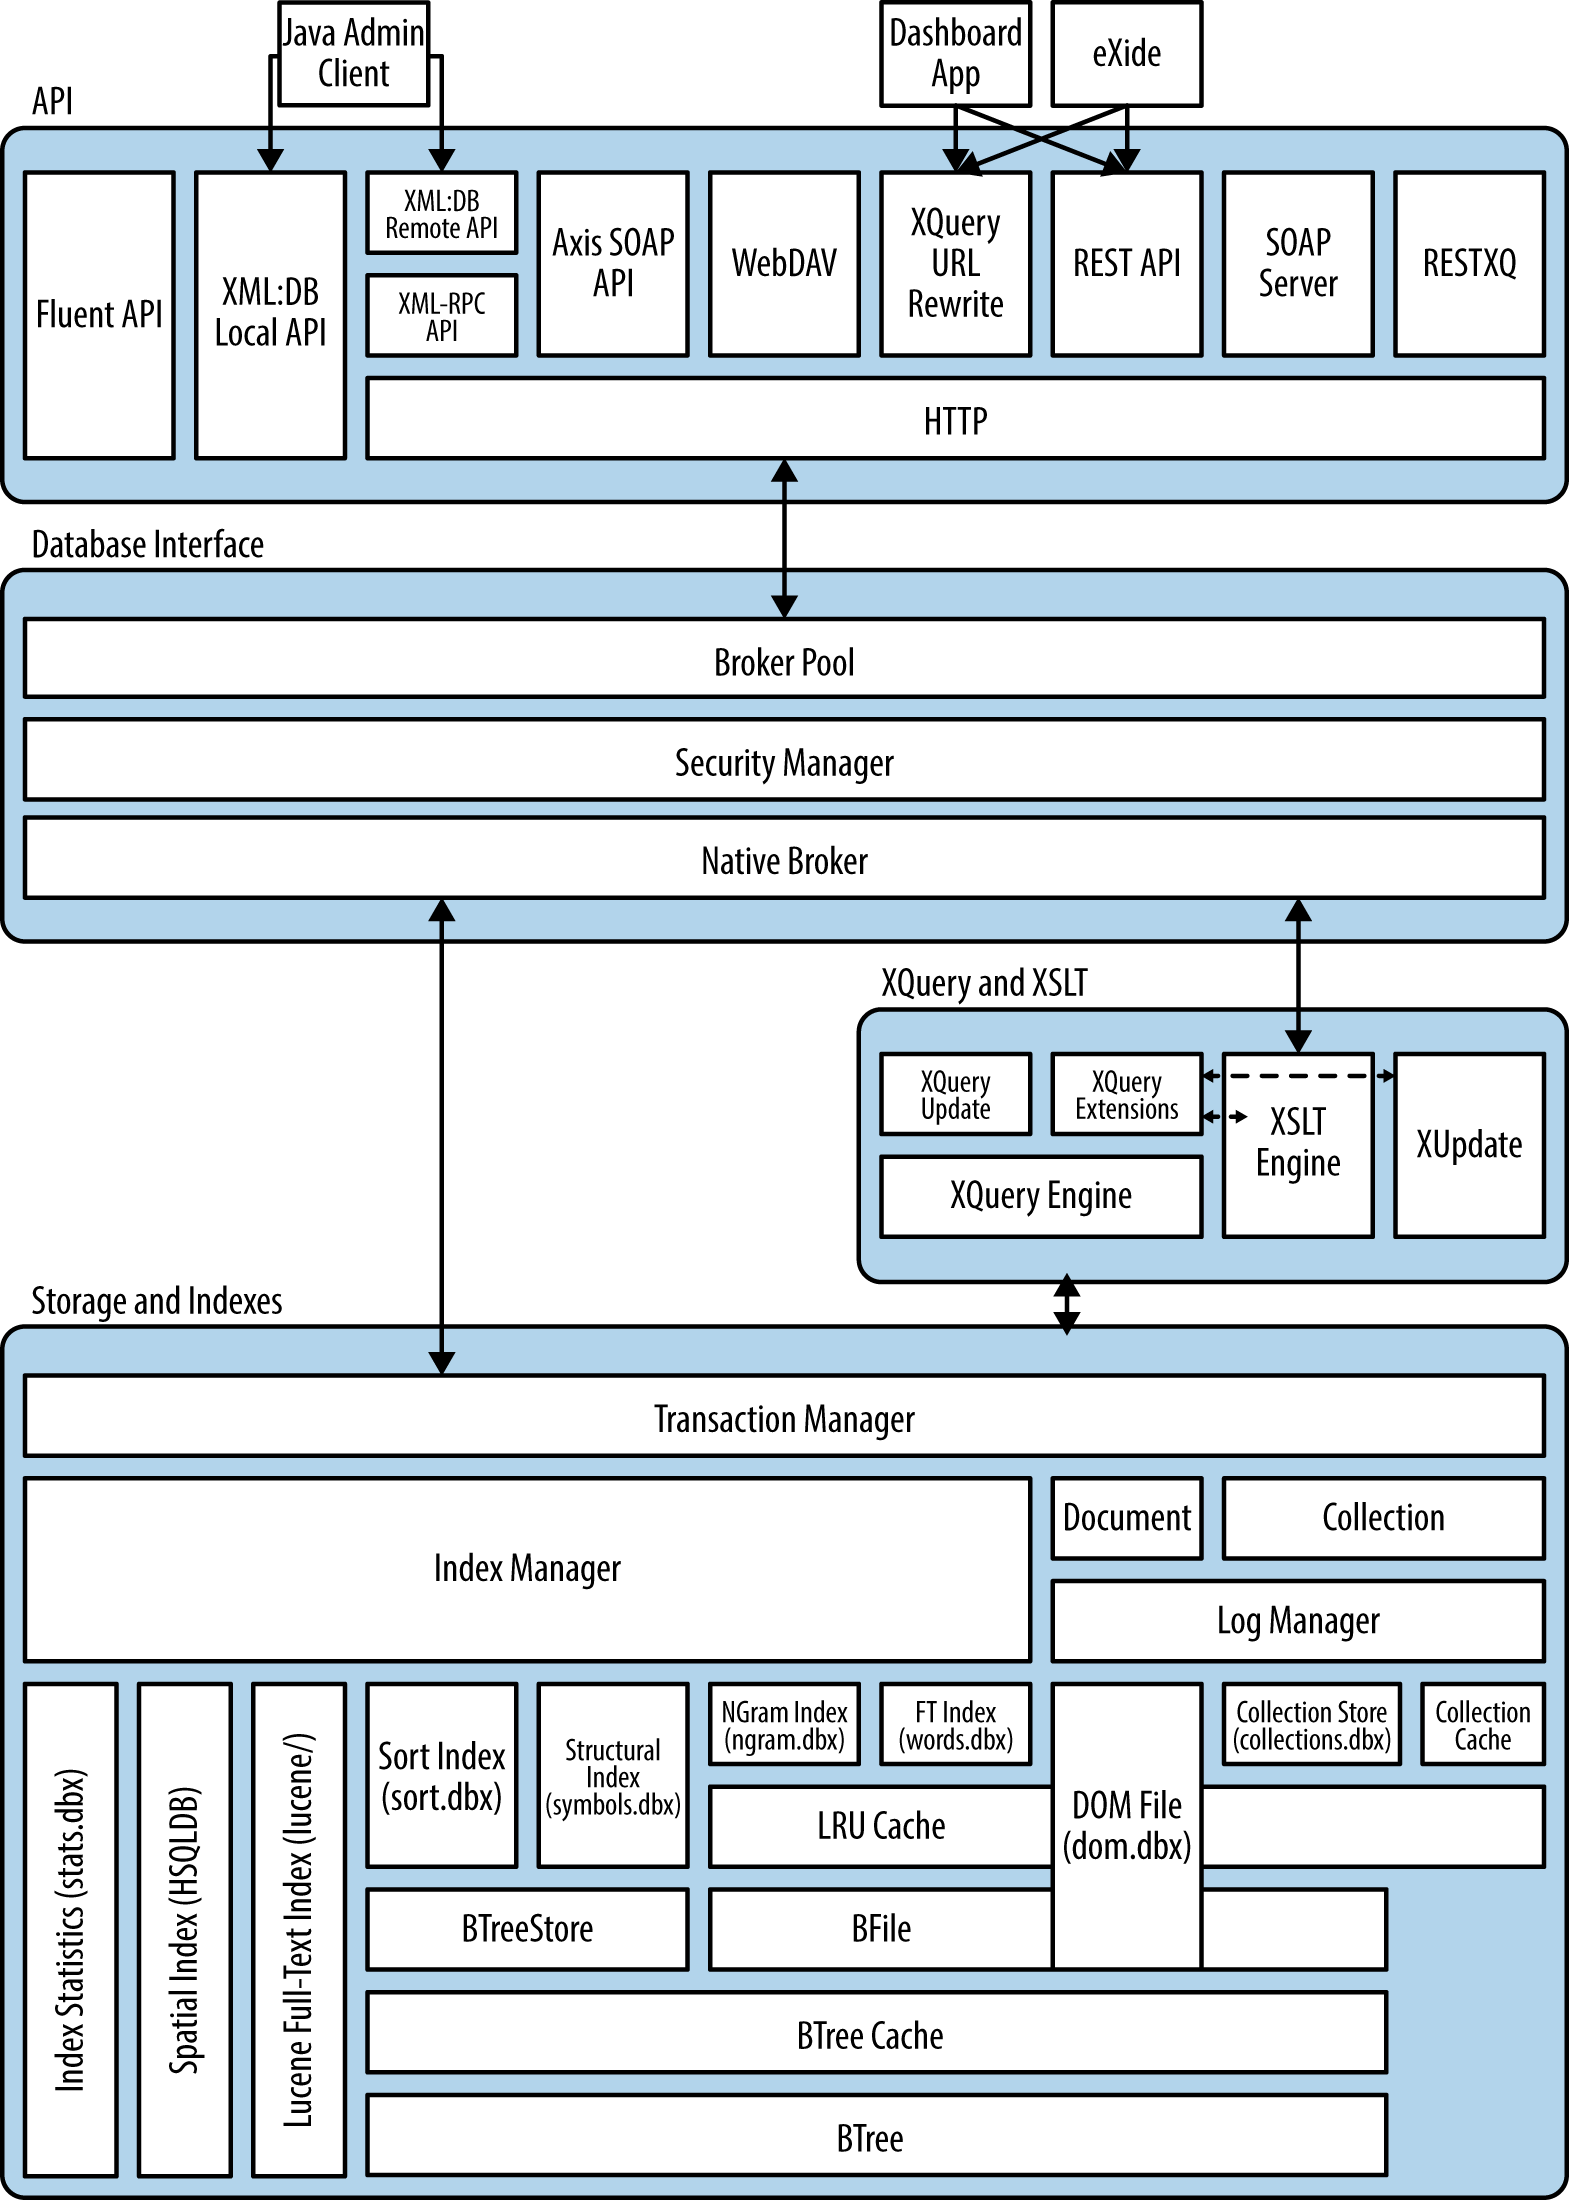 Java Admin
Client
Dashboard
App
eXide
API
Fluent API
XML:DB
Local API
XML:DB
Remote API
XML-RPC
API
Axis SOAP
API
WebDAV
XQuery
URL
Rewrite
REST API
SOAP
Server
RESTXQ
HTTP
Database Interface
Broker Pool
Security Manager
Native Broker
XQuery and XSLT
XQuery
Update
XQuery
Extensions
XQuery Engine
XSLT
Engine
XUpdate
Storage and Indexes
Transaction Manager
Index Manager
Document
Collection
Log Manager
Index Statistics (stats.dbx)
Spatial Index (HSQLDB)
Lucene Full-Text Index (lucene/)
Sort Index
(sort.dbx)
Structural
Index
(symbols.dbx)
NGram Index
(ngram.dbx)
FT Index
(words.dbx)
DOM File
(dom.dbx)
Collection Store
(collections.dbx)
Collection
Cache
LRU Cache
BTreeStore
BFile
BTree Cache
BTree